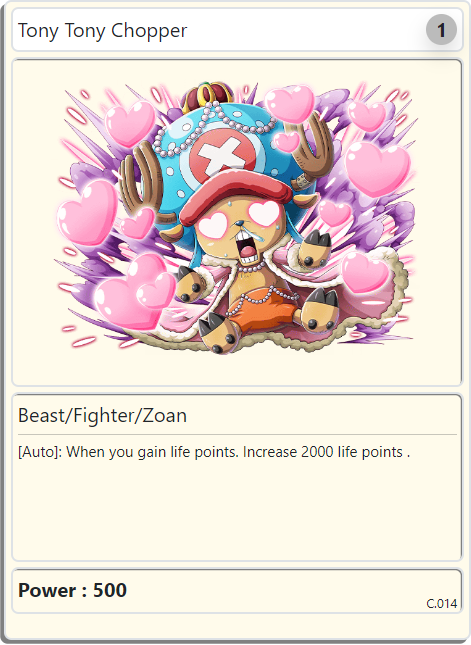 Tony Tony Chopper 1
Beast/Fighter/Zoan
[Auto]: When you gain life points. Increase 2000 life points .
Power : 500
C.014